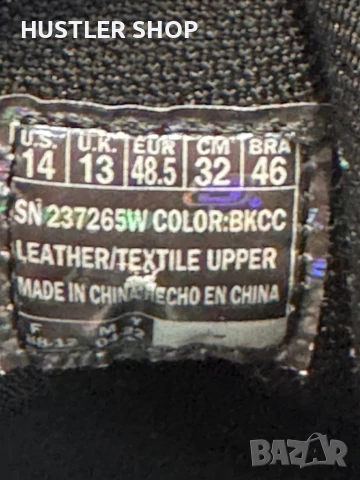 HUSTLER SHOP
U.S. U.K. EUR CM BRA
14 13 48.5 32 46
SN 237265W COLOR:BKCC
LEATHER/TEXTILE UPPER
MADE IN CHINA HECHO EN CHINA
F M
bazar